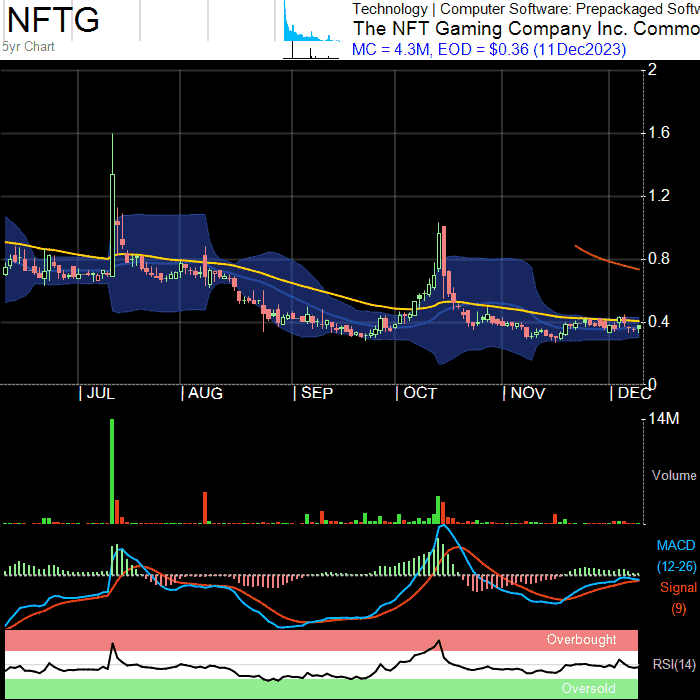 NFTG
5yr Chart
Technology | Computer Software: Prepackaged Softw
The NFT Gaming Company Inc. Commo
MC = 4.3M, EOD = $0.36 (11Dec2023)
2
1.6
1.2
0.8
0.4
0
| JUL | AUG | SEP | OCT | NOV | DEC
14M
Volume
MACD
(12-26)
Signal
(9)
Overbought
RSI(14)
Oversold